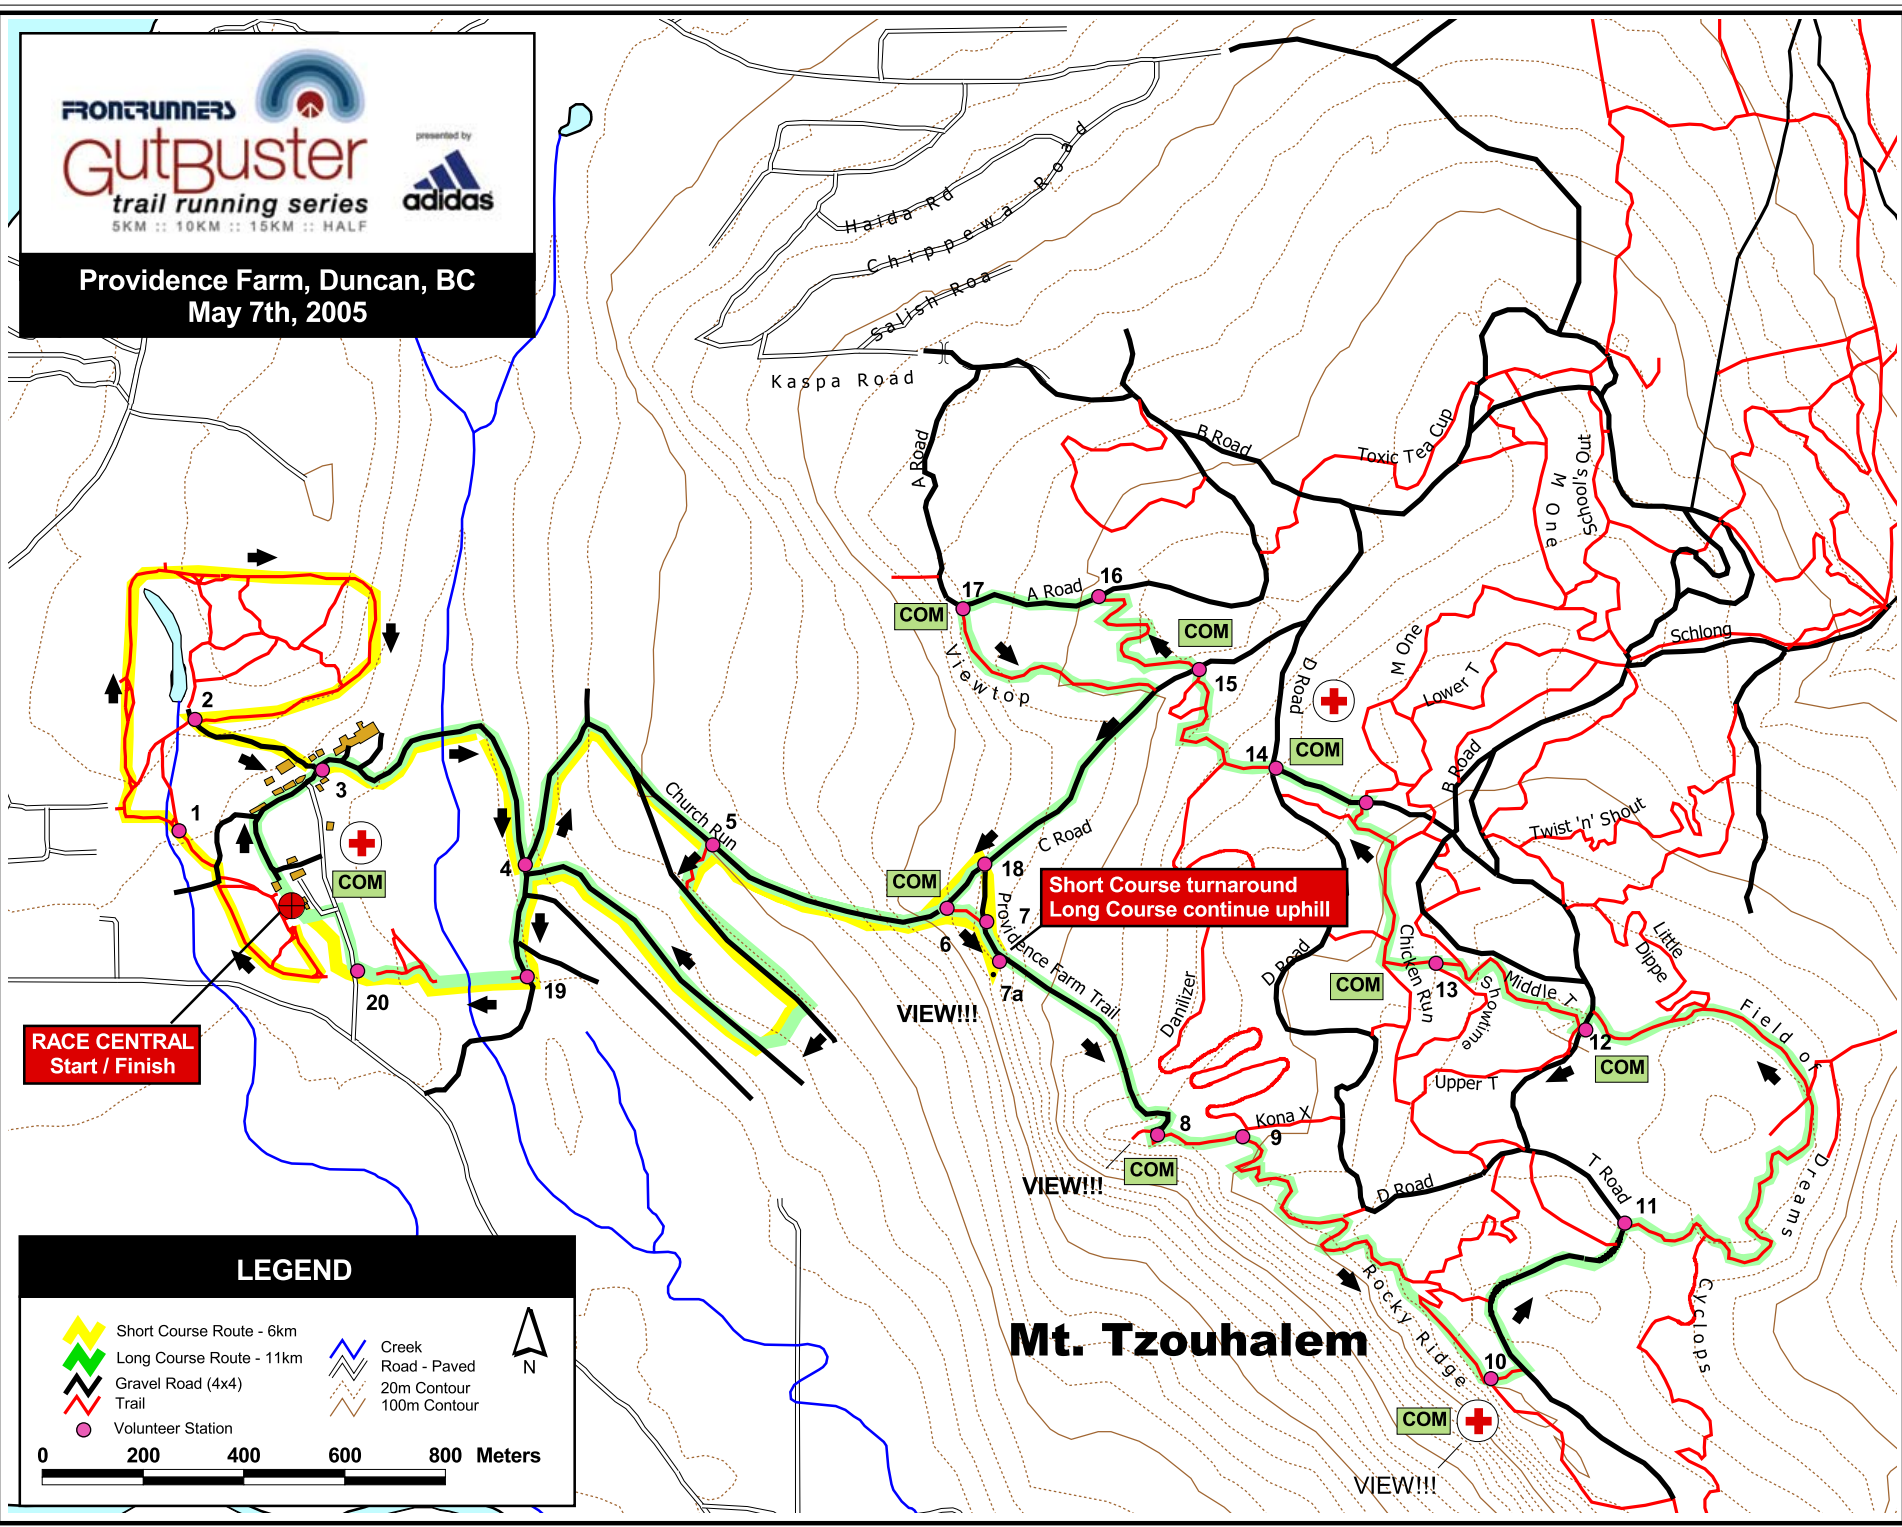 FRONTRUNNERS
GutBuster
trail running series
5KM :: 10KM :: 15KM :: HALF
presented by
adidas
Providence Farm, Duncan, BC
May 7th, 2005
Haida Rd
Chippewa Road
Salish Roa
Kaspa Road
A Road
B Road
Toxic Tea Cup
M One
School's Out
17
A Road
16
COM
COM
Viewtop
15
D Road
M One
Lower T
Schlong
14
COM
B Road
Twist 'n' Shout
2
3
1
COM
Church Run
5
4
C Road
18
COM
6
7
Short Course turnaround
Long Course continue uphill
Providence Farm Trail
7a
VIEW!!!
19
20
RACE CENTRAL
Start / Finish
Danilizer
D Road
COM
Chicken Run
13
Showtime
Middle T
Little
Dippe
12
COM
Field of
Dreams
Upper T
8
COM
VIEW!!!
Kona X
9
D Road
T Road
11
Rocky Ridge
Cyclops
10
COM
VIEW!!!
Mt. Tzouhalem
LEGEND
Short Course Route - 6km
Long Course Route - 11km
Gravel Road (4x4)
Trail
Volunteer Station
Creek
Road - Paved
20m Contour
100m Contour
N
0 200 400 600 800 Meters